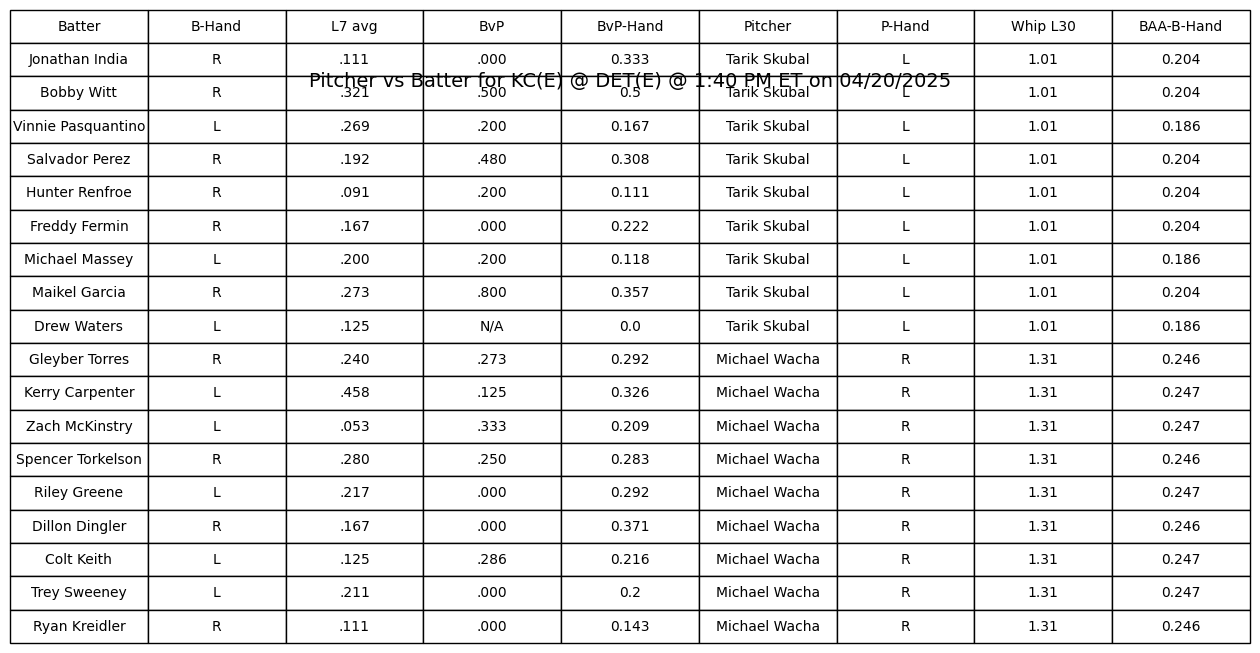 Batter B-Hand L7 avg BvP BvP-Hand Pitcher P-Hand Whip L30 BAA-B-Hand
Jonathan India R .111 .000 0.333 Tarik Skubal L 1.01 0.204
Pitcher vs Batter for KC(E) @ DET(E) @ 1:40 PM ET on 04/20/2025
Bobby Witt R .321 .500 0.5 Tarik Skubal L 1.01 0.204
Vinnie Pasquantino L .269 .200 0.167 Tarik Skubal L 1.01 0.186
Salvador Perez R .192 .480 0.308 Tarik Skubal L 1.01 0.204
Hunter Renfroe R .091 .200 0.111 Tarik Skubal L 1.01 0.204
Freddy Fermin R .167 .000 0.222 Tarik Skubal L 1.01 0.204
Michael Massey L .200 .200 0.118 Tarik Skubal L 1.01 0.186
Maikel Garcia R .273 .800 0.357 Tarik Skubal L 1.01 0.204
Drew Waters L .125 N/A 0.0 Tarik Skubal L 1.01 0.186
Gleyber Torres R .240 .273 0.292 Michael Wacha R 1.31 0.246
Kerry Carpenter L .458 .125 0.326 Michael Wacha R 1.31 0.247
Zach McKinstry L .053 .333 0.209 Michael Wacha R 1.31 0.247
Spencer Torkelson R .280 .250 0.283 Michael Wacha R 1.31 0.246
Riley Greene L .217 .000 0.292 Michael Wacha R 1.31 0.247
Dillon Dingler R .167 .000 0.371 Michael Wacha R 1.31 0.246
Colt Keith L .125 .286 0.216 Michael Wacha R 1.31 0.247
Trey Sweeney L .211 .000 0.2 Michael Wacha R 1.31 0.247
Ryan Kreidler R .111 .000 0.143 Michael Wacha R 1.31 0.246